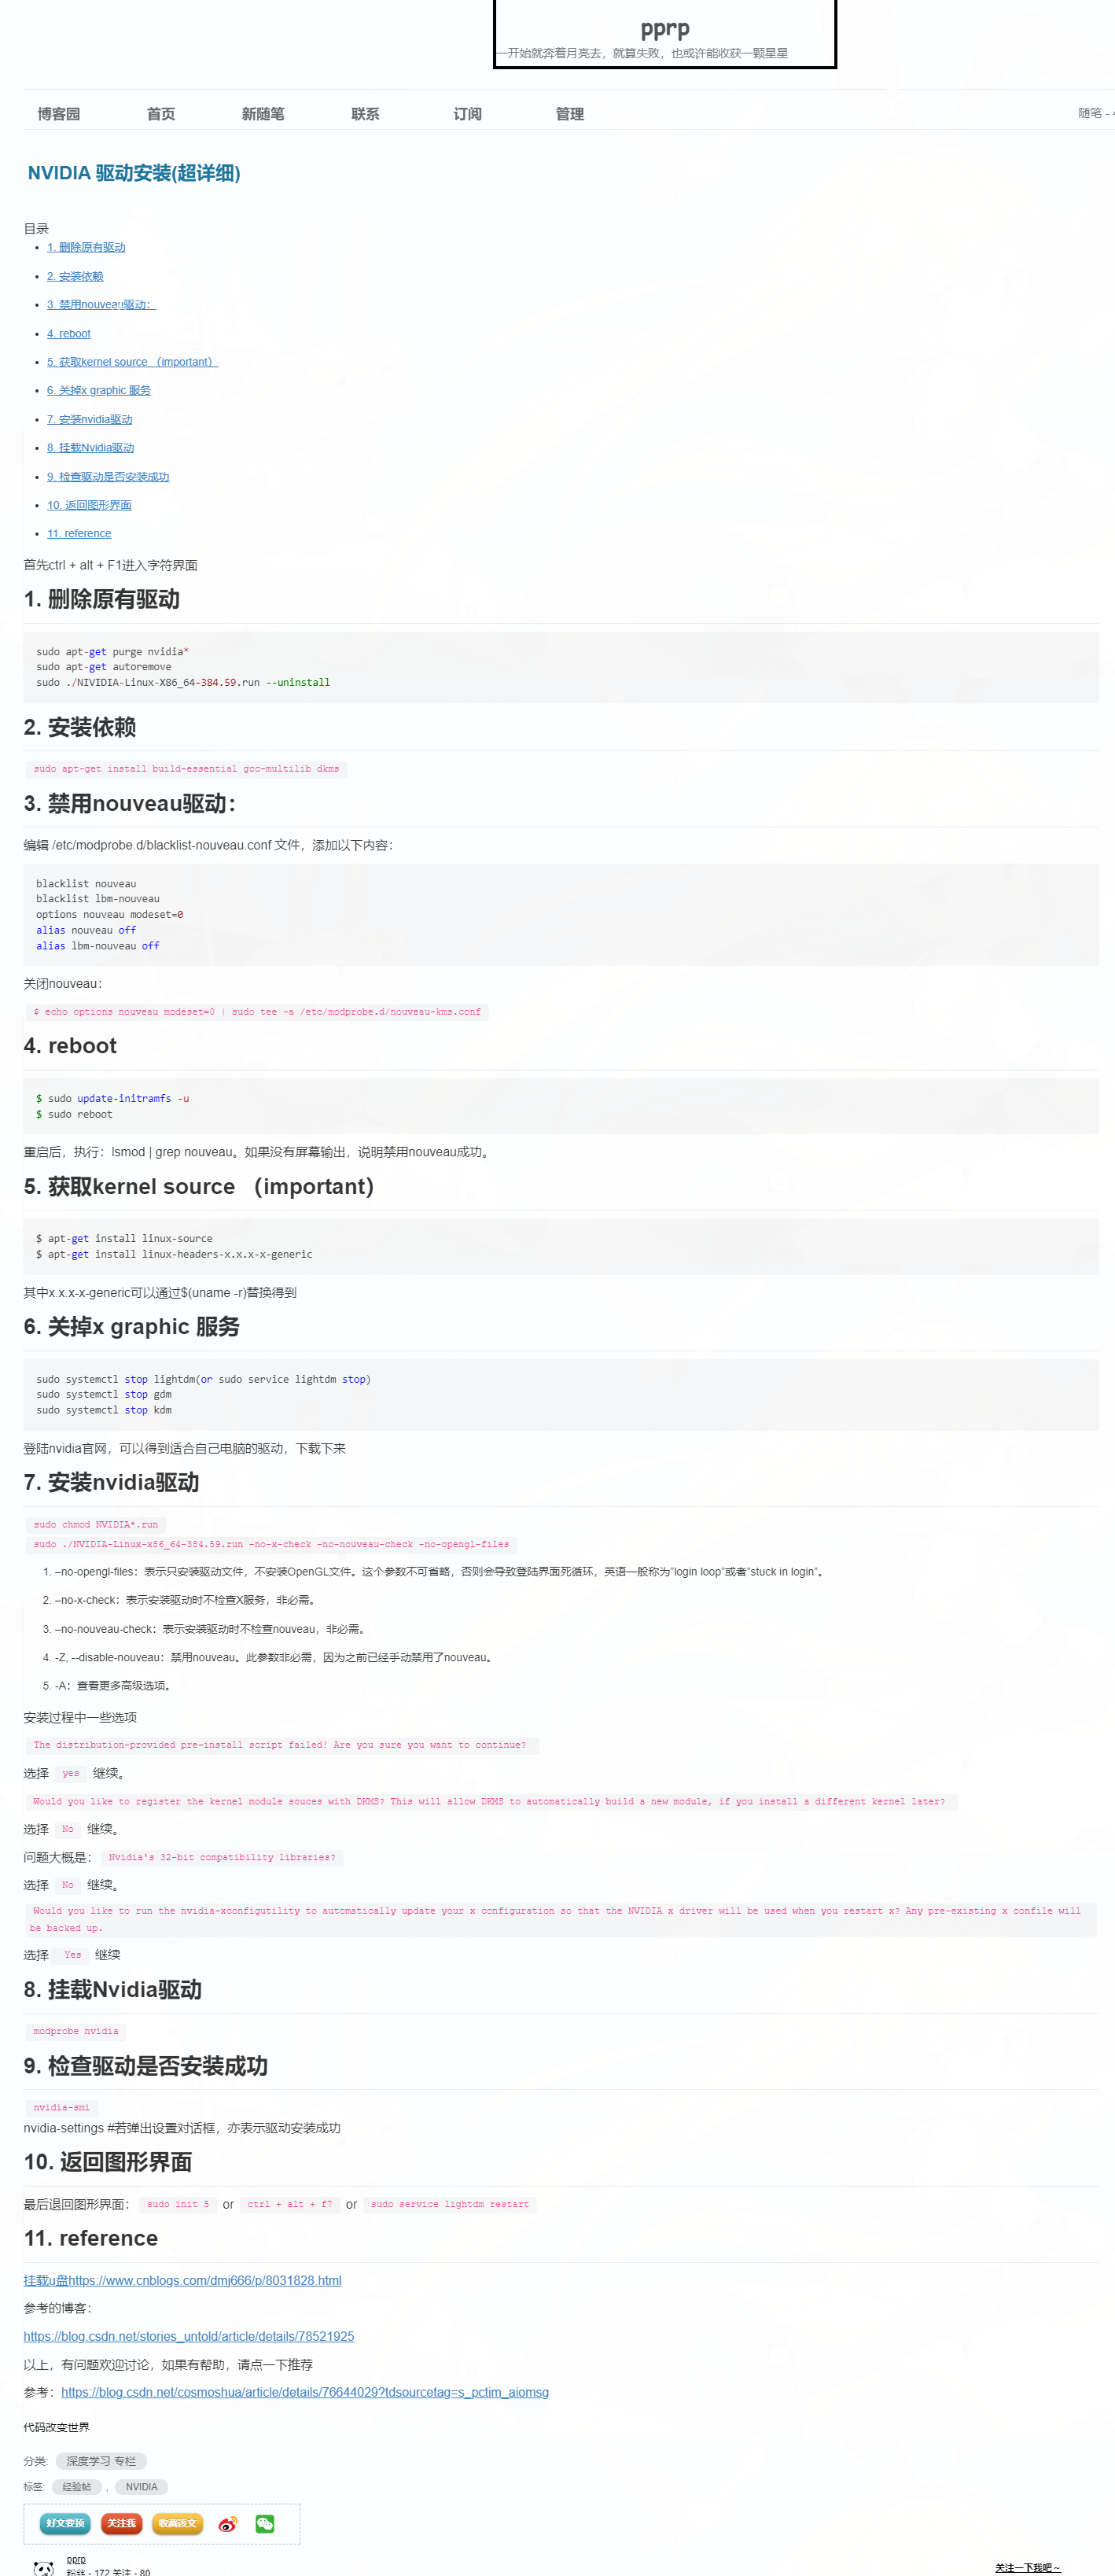 pprp
一开始就奔着月亮去，就算失败，也或许能收获一颗星星
博客园 首页 新随笔 联系 订阅 管理 随笔 -
NVIDIA 驱动安装(超详细)
目录
1. 删除原有驱动
2. 安装依赖
3. 禁用nouveau驱动：
4. reboot
5. 获取kernel source （important）
6. 关掉x graphic 服务
7. 安装nvidia驱动
8. 挂载Nvidia驱动
9. 检查驱动是否安装成功
10. 返回图形界面
11. reference
首先ctrl + alt + F1进入字符界面
1. 删除原有驱动
sudo apt-get purge nvidia*
sudo apt-get autoremove
sudo ./NIVIDIA-Linux-X86_64-384.59.run --uninstall
2. 安装依赖
sudo apt-get install build-essential gcc-multilib dkms
3. 禁用nouveau驱动：
编辑 /etc/modprobe.d/blacklist-nouveau.conf 文件，添加以下内容：
blacklist nouveau
blacklist lbm-nouveau
options nouveau modeset=0
alias nouveau off
alias lbm-nouveau off
关闭nouveau：
$ echo options nouveau modeset=0 | sudo tee -a /etc/modprobe.d/nouveau-kms.conf
4. reboot
$ sudo update-initramfs -u
$ sudo reboot
重启后，执行：lsmod | grep nouveau。如果没有屏幕输出，说明禁用nouveau成功。
5. 获取kernel source （important）
$ apt-get install linux-source
$ apt-get install linux-headers-x.x.x-x-generic
其中x.x.x-x-generic可以通过$(uname -r)替换得到
6. 关掉x graphic 服务
sudo systemctl stop lightdm(or sudo service lightdm stop)
sudo systemctl stop gdm
sudo systemctl stop kdm
登陆nvidia官网，可以得到适合自己电脑的驱动，下载下来
7. 安装nvidia驱动
sudo chmod NVIDIA*.run
sudo ./NVIDIA-Linux-x86_64-384.59.run -no-x-check -no-nouveau-check -no-opengl-files
1. –no-opengl-files：表示只安装驱动文件，不安装OpenGL文件。这个参数不可省略，否则会导致登陆界面死循环，英语一般称为”login loop”或者”stuck in login”。
2. –no-x-check：表示安装驱动时不检查X服务，非必需。
3. –no-nouveau-check：表示安装驱动时不检查nouveau，非必需。
4. -Z, --disable-nouveau：禁用nouveau。此参数非必需，因为之前已经手动禁用了nouveau。
5. -A：查看更多高级选项。
安装过程中一些选项
The distribution-provided pre-install script failed! Are you sure you want to continue?
选择 yes 继续。
Would you like to register the kernel module souces with DKMS? This will allow DKMS to automatically build a new module, if you install a different kernel later?
选择 No 继续。
问题大概是：Nvidia's 32-bit compatibility libraries?
选择 No 继续。
Would you like to run the nvidia-xconfigutility to automatically update your x configuration so that the NVIDIA x driver will be used when you restart x? Any pre-existing x confile will
be backed up.
选择 Yes 继续
8. 挂载Nvidia驱动
modprobe nvidia
9. 检查驱动是否安装成功
nvidia-smi
nvidia-settings #若弹出设置对话框，亦表示驱动安装成功
10. 返回图形界面
最后退回图形界面：sudo init 5 or ctrl + alt + f7 or sudo service lightdm restart
11. reference
挂载u盘https://www.cnblogs.com/dmj666/p/8031828.html
参考的博客：
https://blog.csdn.net/stories_untold/article/details/78521925
以上，有问题欢迎讨论，如果有帮助，请点一下推荐
参考：https://blog.csdn.net/cosmoshua/article/details/76644029?tdsourcetag=s_pctim_aiomsg
代码改变世界
分类: 深度学习 专栏
标签: 经验帖 , NVIDIA
好文要顶 关注我 收藏该文
pprp
粉丝 - 172 关注 - 80
关注一下我吧～